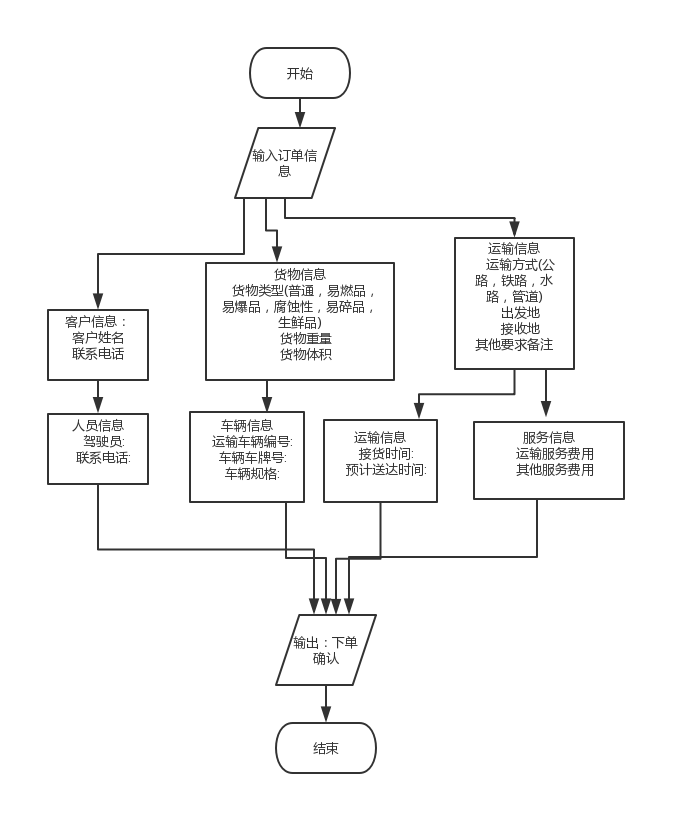 开始
输入订单信
息
运输信息
运输方式(公
路，铁路，水
路，管道)
出发地
接收地
其他要求备注
货物信息
货物类型(普通，易燃品，
易爆品，腐蚀性，易碎品，
生鲜品)
货物重量
货物体积
客户信息：
客户姓名
联系电话
人员信息
驾驶员:
联系电话:
车辆信息
运输车辆编号:
车辆车牌号:
车辆规格:
运输信息
接货时间:
预计送达时间:
服务信息
运输服务费用
其他服务费用
输出：下单
确认
结束